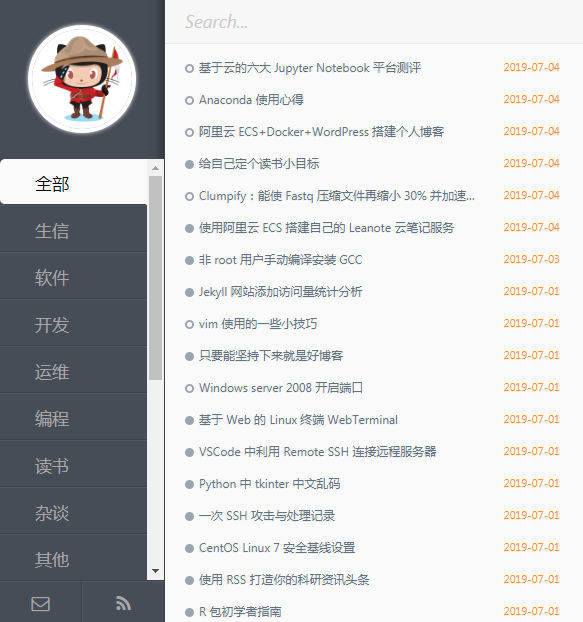 全部
生信
软件
开发
运维
编程
读书
杂谈
其他
Search...
基于云的六大 Jupyter Notebook 平台测评 2019-07-04
Anaconda 使用心得 2019-07-04
阿里云 ECS+Docker+WordPress 搭建个人博客 2019-07-04
给自己定个读书小目标 2019-07-04
Clumpify：能使 Fastq 压缩文件再缩小 30% 并加速... 2019-07-04
使用阿里云 ECS 搭建自己的 Leanote 云笔记服务 2019-07-04
非 root 用户手动编译安装 GCC 2019-07-03
Jekyll 网站添加访问量统计分析 2019-07-01
vim 使用的一些小技巧 2019-07-01
只要能坚持下来就是好博客 2019-07-01
Windows server 2008 开启端口 2019-07-01
基于 Web 的 Linux 终端 WebTerminal 2019-07-01
VSCode 中利用 Remote SSH 连接远程服务器 2019-07-01
Python 中 tkinter 中文乱码 2019-07-01
一次 SSH 攻击与处理记录 2019-07-01
CentOS Linux 7 安全基线设置 2019-07-01
使用 RSS 打造你的科研资讯头条 2019-07-01
R 包初学者指南 2019-07-01